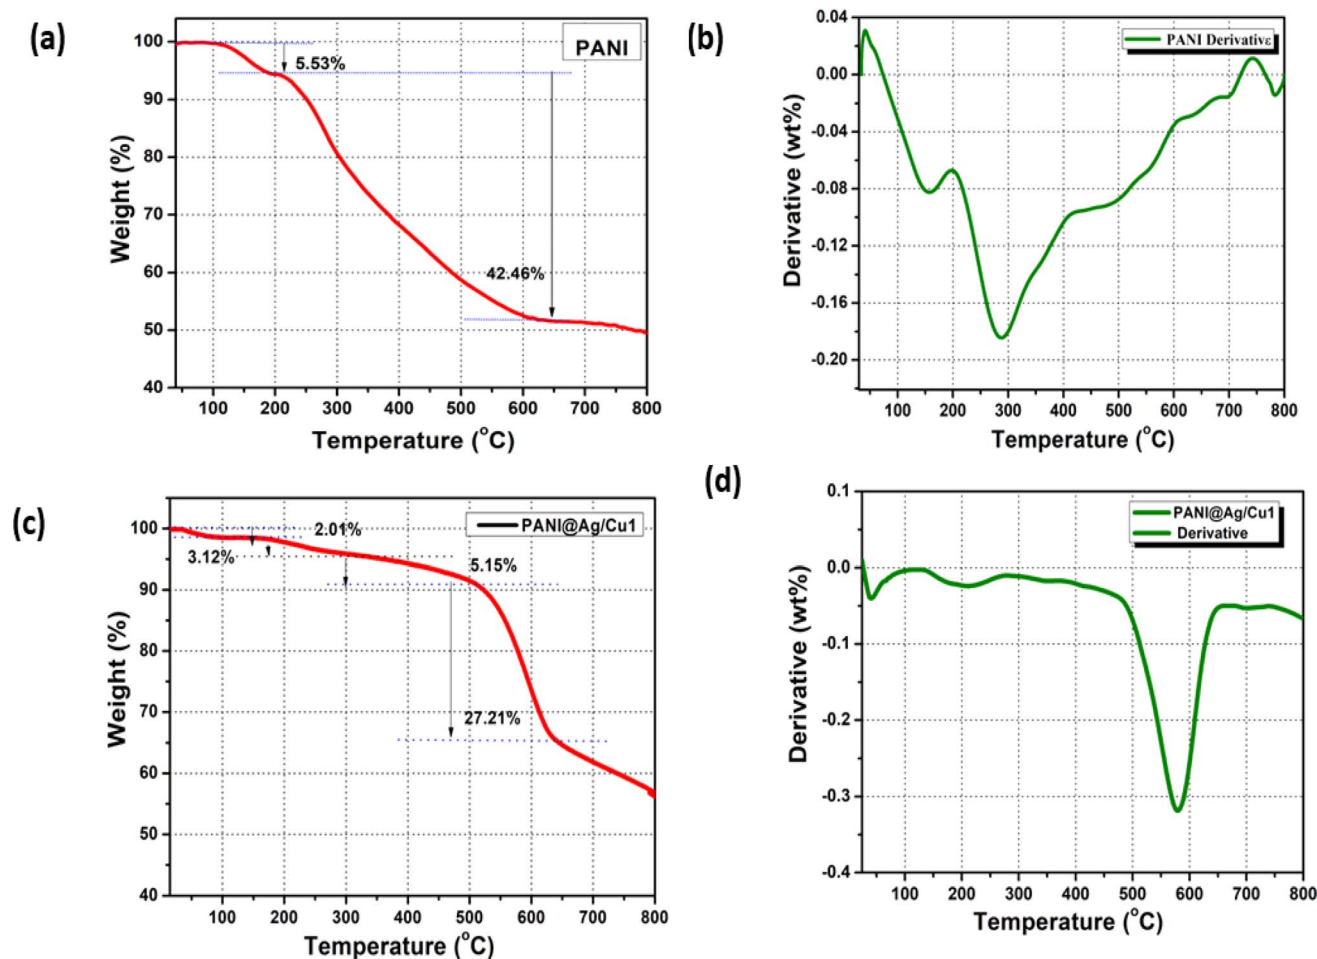 (a)
PANI
100
90
80
70
60
50
40
5.53%
42.46%
100 200 300 400 500 600 700 800
Weight (%)
Temperature (°C)
(b)
PANI Derivative
0.04
0.00
-0.04
-0.08
-0.12
-0.16
-0.20
100 200 300 400 500 600 700 800
Derivative (wt%)
Temperature (°C)
(c)
PANI@Ag/Cu1
100
90
80
70
60
50
40
2.01%
3.12%
5.15%
27.21%
100 200 300 400 500 600 700 800
Weight (%)
Temperature (°C)
(d)
PANI@Ag/Cu1
Derivative
0.1
0.0
-0.1
-0.2
-0.3
-0.4
100 200 300 400 500 600 700 800
Derivative (wt%)
Temperature (°C)